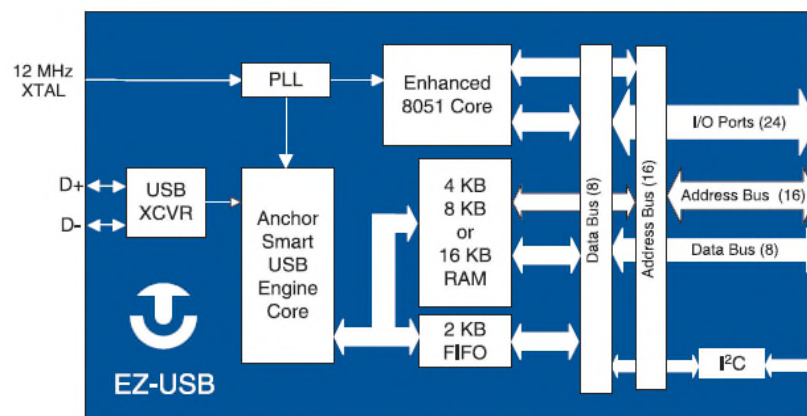 12 MHz
XTAL
PLL
Enhanced
8051 Core
D+
D-
USB
XCVR
Anchor
Smart
USB
Engine
Core
4 KB
8 KB
or
16 KB
RAM
2 KB
FIFO
Data Bus (8)
Address Bus (16)
I/O Ports (24)
Address Bus (16)
Data Bus (8)
I²C
EZ-USB